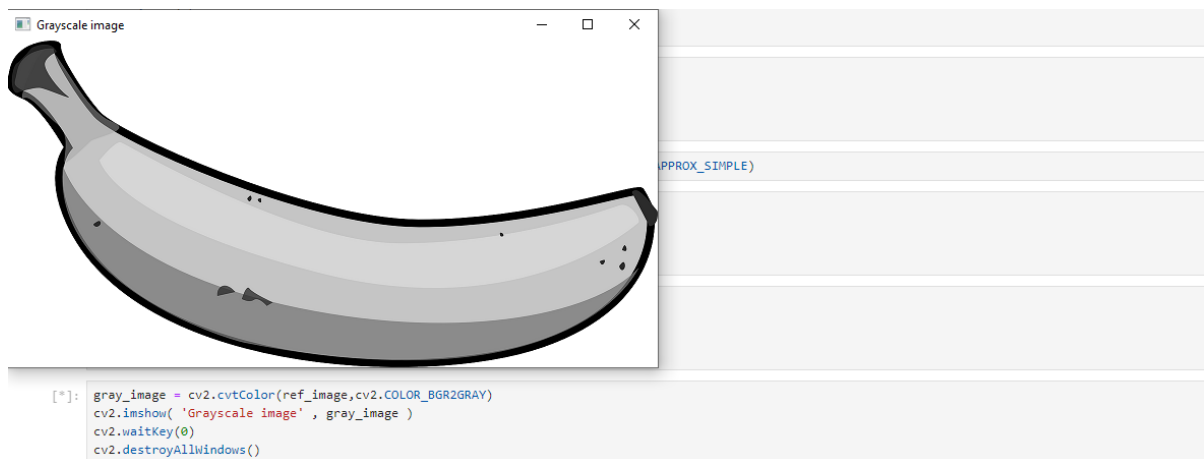 Grayscale image
APPROX_SIMPLE)
[*]:
gray_image = cv2.cvtColor(ref_image,cv2.COLOR_BGR2GRAY)
cv2.imshow( 'Grayscale image' , gray_image )
cv2.waitKey(0)
cv2.destroyAllWindows()